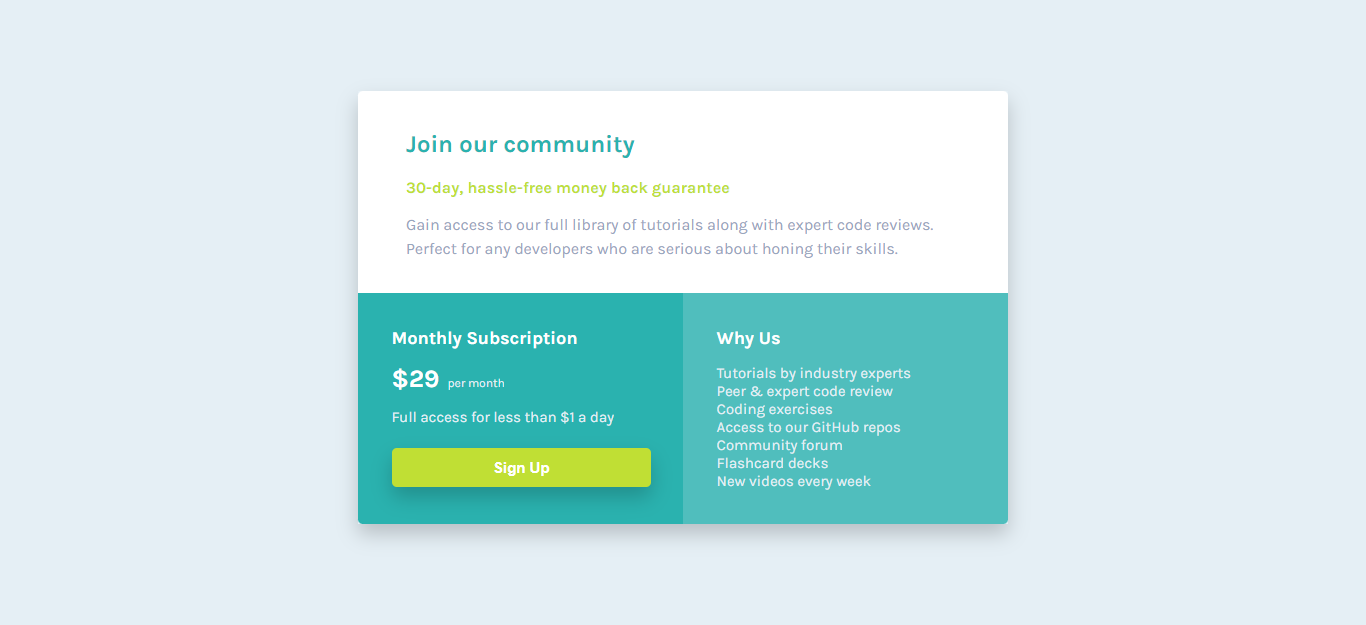 Join our community
30-day, hassle-free money back guarantee
Gain access to our full library of tutorials along with expert code reviews.
Perfect for any developers who are serious about honing their skills.
Monthly Subscription
$29 per month
Full access for less than $1 a day
Sign Up
Why Us
Tutorials by industry experts
Peer & expert code review
Coding exercises
Access to our GitHub repos
Community forum
Flashcard decks
New videos every week